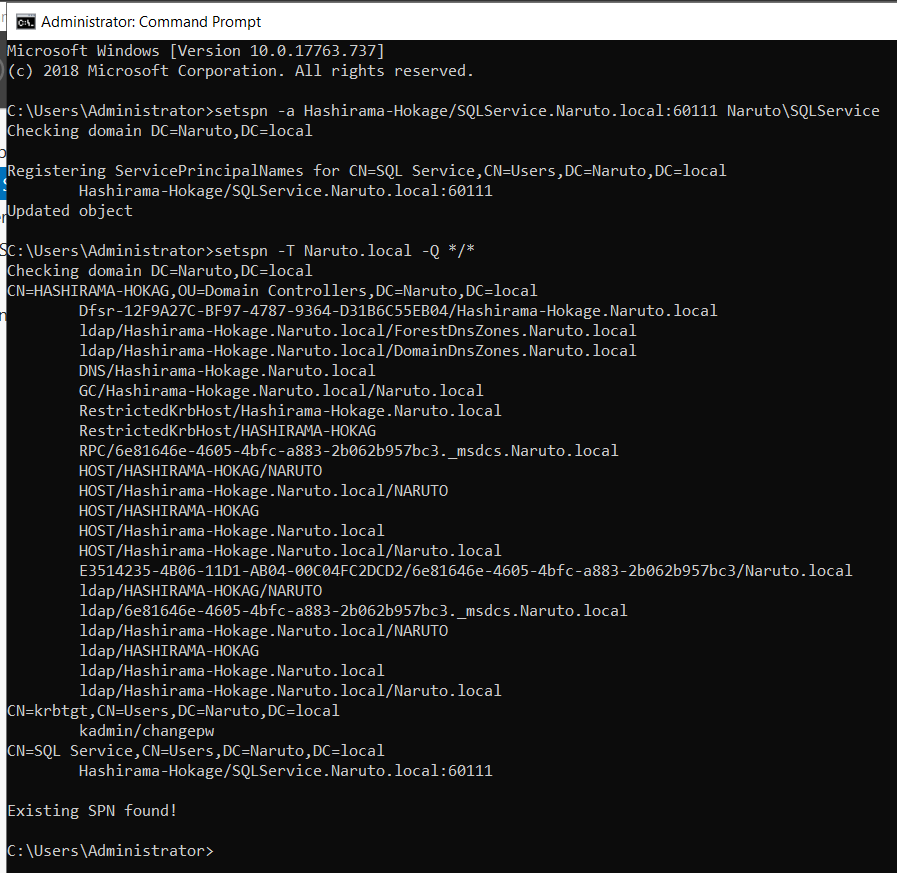 Administrator: Command Prompt
Microsoft Windows [Version 10.0.17763.737]
(c) 2018 Microsoft Corporation. All rights reserved.
C:\Users\Administrator>setspn -a Hashirama-Hokage/SQLService.Naruto.local:60111 Naruto\SQLService
Checking domain DC=Naruto,DC=local
Registering ServicePrincipalNames for CN=SQL Service,CN=Users,DC=Naruto,DC=local
Hashirama-Hokage/SQLService.Naruto.local:60111
Updated object
C:\Users\Administrator>setspn -T Naruto.local -Q */*
Checking domain DC=Naruto,DC=local
CN=HASHIRAMA-HOKAG,OU=Domain Controllers,DC=Naruto,DC=local
Dfsr-12F9A27C-BF97-4787-9364-D31B6C55EB04/Hashirama-Hokage.Naruto.local
ldap/Hashirama-Hokage.Naruto.local/ForestDnsZones.Naruto.local
ldap/Hashirama-Hokage.Naruto.local/DomainDnsZones.Naruto.local
DNS/Hashirama-Hokage.Naruto.local
GC/Hashirama-Hokage.Naruto.local/Naruto.local
RestrictedKrbHost/Hashirama-Hokage.Naruto.local
RestrictedKrbHost/HASHIRAMA-HOKAG
RPC/6e81646e-4605-4bfc-a883-2b062b957bc3._msdcs.Naruto.local
HOST/HASHIRAMA-HOKAG/NARUTO
HOST/Hashirama-Hokage.Naruto.local/NARUTO
HOST/HASHIRAMA-HOKAG
HOST/Hashirama-Hokage.Naruto.local
HOST/Hashirama-Hokage.Naruto.local/Naruto.local
E3514235-4B06-11D1-AB04-00C04FC2DCD2/6e81646e-4605-4bfc-a883-2b062b957bc3/Naruto.local
ldap/HASHIRAMA-HOKAG/NARUTO
ldap/6e81646e-4605-4bfc-a883-2b062b957bc3._msdcs.Naruto.local
ldap/Hashirama-Hokage.Naruto.local/NARUTO
ldap/HASHIRAMA-HOKAG
ldap/Hashirama-Hokage.Naruto.local
ldap/Hashirama-Hokage.Naruto.local/Naruto.local
CN=krbtgt,CN=Users,DC=Naruto,DC=local
kadmin/changepw
CN=SQL Service,CN=Users,DC=Naruto,DC=local
Hashirama-Hokage/SQLService.Naruto.local:60111
Existing SPN found!
C:\Users\Administrator>